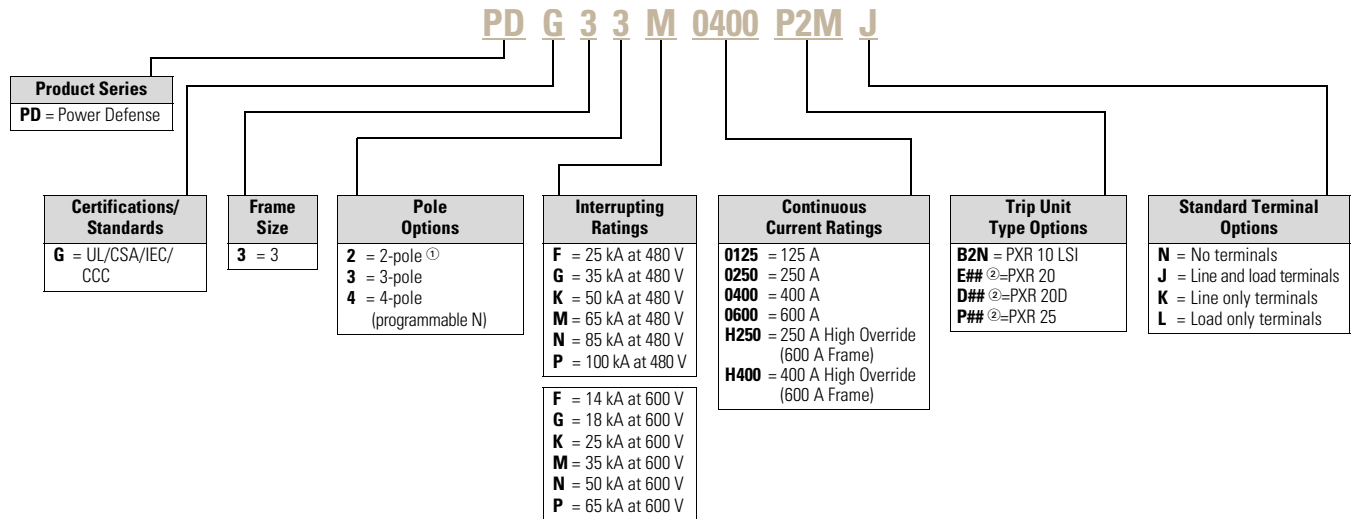 PD G 3 3 M 0400 P2M J
Product Series
PD = Power Defense
Certifications/
Standards
G = UL/CSA/IEC/
CCC
Frame
Size
3 = 3
Pole
Options
2 = 2-pole ①
3 = 3-pole
4 = 4-pole
(programmable N)
Interrupting
Ratings
F = 25 kA at 480 V
G = 35 kA at 480 V
K = 50 kA at 480 V
M = 65 kA at 480 V
N = 85 kA at 480 V
P = 100 kA at 480 V
F = 14 kA at 600 V
G = 18 kA at 600 V
K = 25 kA at 600 V
M = 35 kA at 600 V
N = 50 kA at 600 V
P = 65 kA at 600 V
Continuous
Current Ratings
0125 = 125 A
0250 = 250 A
0400 = 400 A
0600 = 600 A
H250 = 250 A High Override
(600 A Frame)
H400 = 400 A High Override
(600 A Frame)
Trip Unit
Type Options
B2N = PXR 10 LSI
E## ②=PXR 20
D## ②=PXR 20D
P## ②=PXR 25
Standard Terminal
Options
N = No terminals
J = Line and load terminals
K = Line only terminals
L = Load only terminals